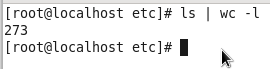 [root@localhost etc]# ls | wc -l
273
[root@localhost etc]#